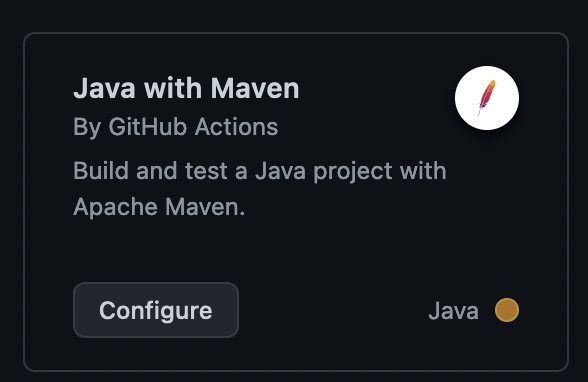 Java with Maven
By GitHub Actions
Build and test a Java project with
Apache Maven.
Configure
Java